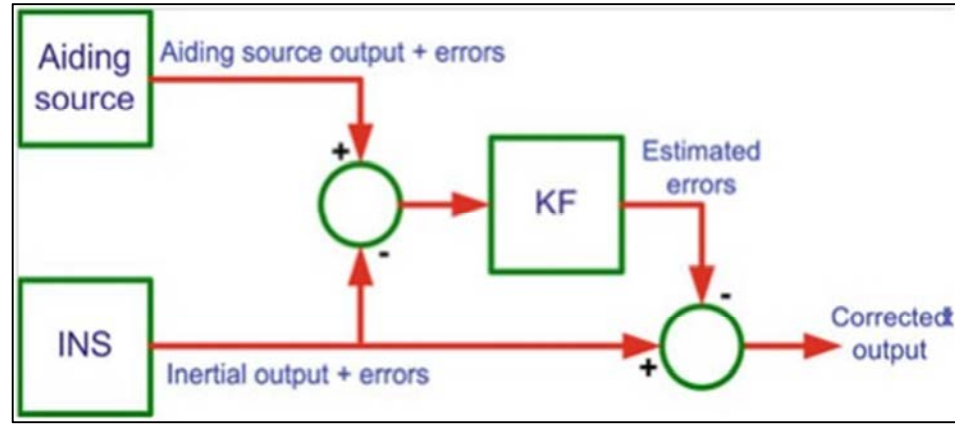 Aiding
source
Aiding source output + errors
+
-
KF
Estimated
errors
INS
Inertial output + errors
-
+
Corrected
output